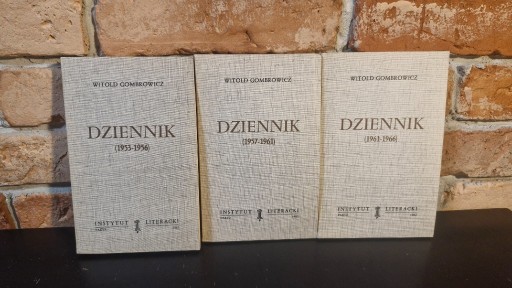 WITOLD GOMBROWICZ
DZIENNIK
(1953-1956)
INSTYTUT LITERACKI
WITOLD GOMBROWICZ
DZIENNIK
(1957-1961)
INSTYTUT LITERACKI
WITOLD GOMBROWICZ
DZIENNIK
(1961-1966)
INSTYTUT LITERACKI